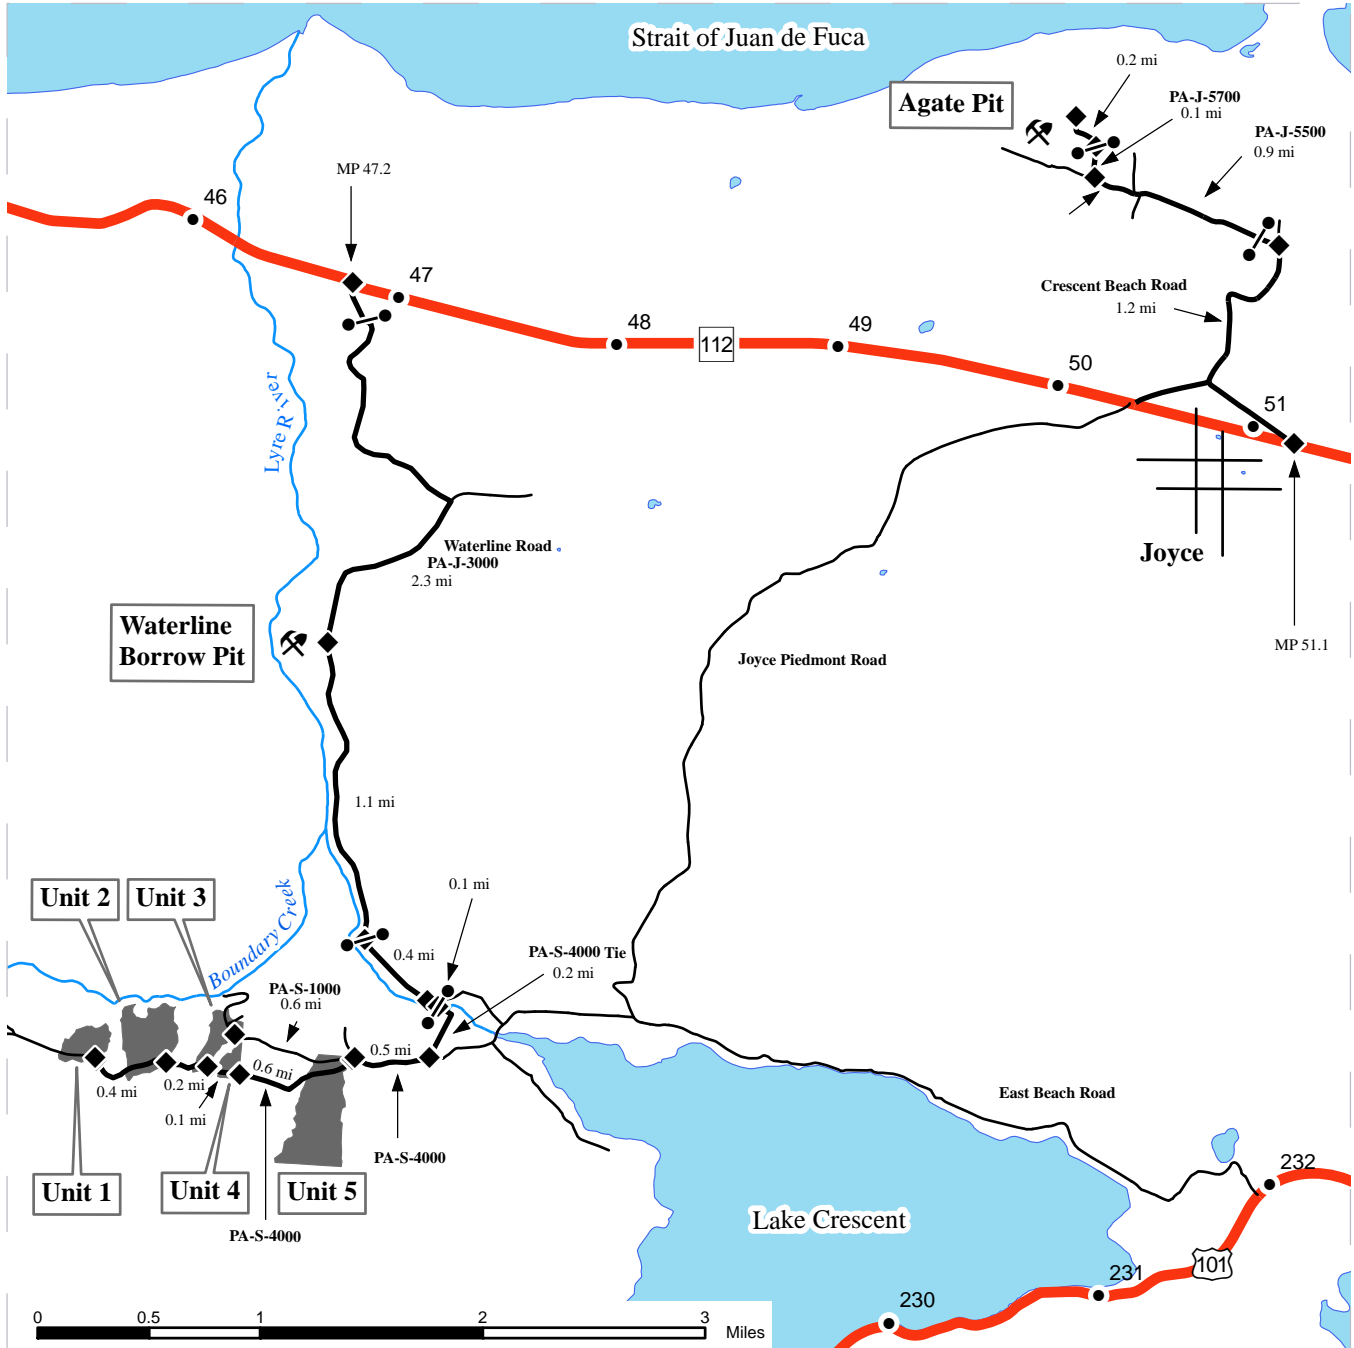 Strait of Juan de Fuca
0.2 mi
Agate Pit
PA-J-5700
0.1 mi
PA-J-5500
0.9 mi
MP 47.2
46
47
Crescent Beach Road
1.2 mi
48
49
112
50
51
Lyre River
Waterline Road
PA-J-3000
2.3 mi
Joyce
Waterline
Borrow Pit
MP 51.1
Joyce Piedmont Road
1.1 mi
Unit 2
Unit 3
0.1 mi
Boundary Creek
0.4 mi
PA-S-4000 Tie
0.2 mi
PA-S-1000
0.6 mi
0.5 mi
0.6 mi
0.4 mi
0.2 mi
0.1 mi
East Beach Road
PA-S-4000
Unit 1
Unit 4
Unit 5
232
PA-S-4000
Lake Crescent
101
231
230
0
0.5
1
2
3
Miles